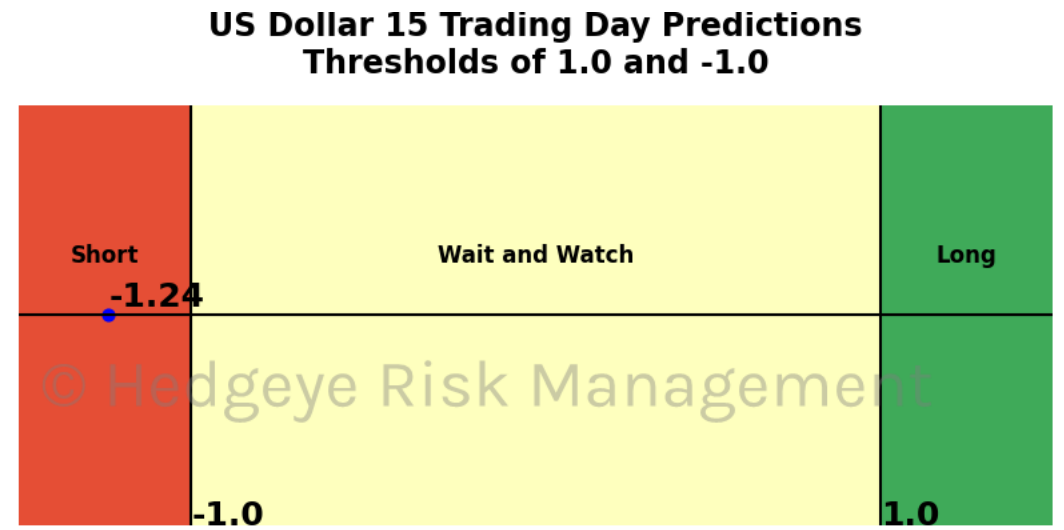 US Dollar 15 Trading Day Predictions
Thresholds of 1.0 and -1.0
Short
Wait and Watch
Long
-1.24
© Hedgeye Risk Management
-1.0
1.0